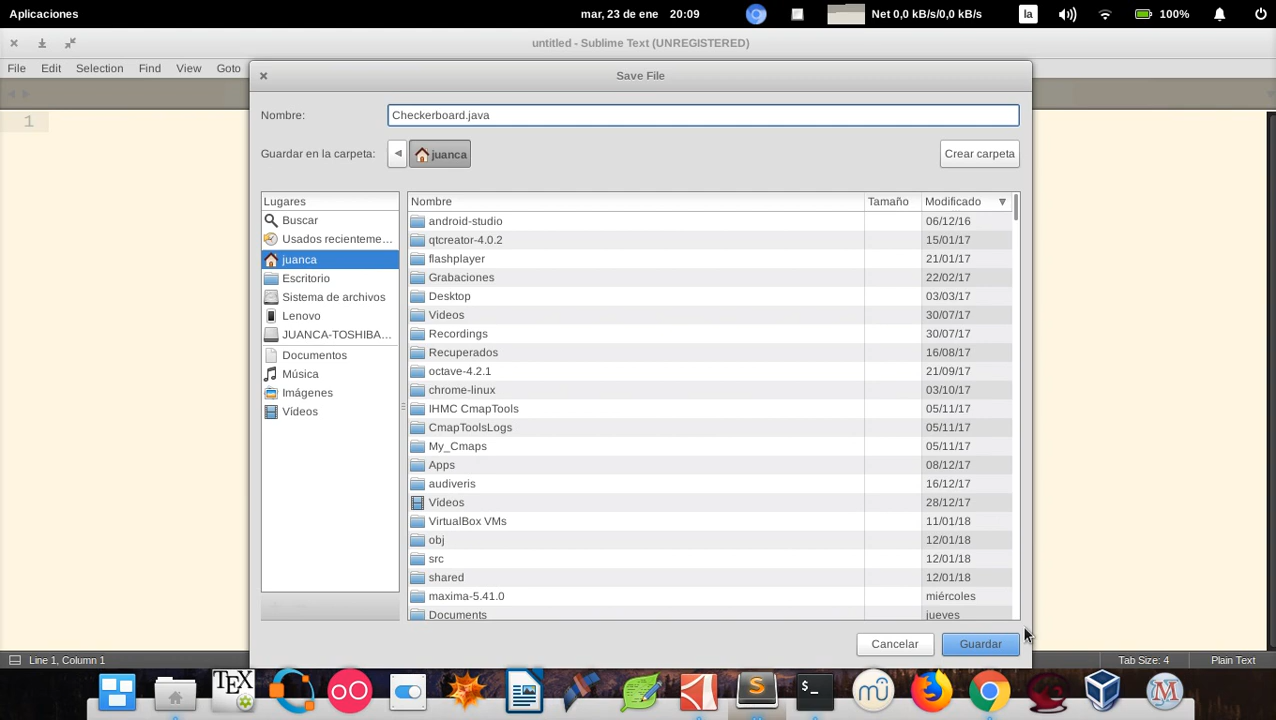 Aplicaciones mar, 23 de ene 20:09 Net 0,0 kB/s/0,0 kB/s la 100%
untitled - Sublime Text (UNREGISTERED)
File Edit Selection Find View Goto
Save File
Nombre: Checkerboard.java
1
Guardar en la carpeta: juanca Crear carpeta
Lugares Nombre Tamaño Modificado
Buscar android-studio 06/12/16
Usados recienteme... qtcreator-4.0.2 15/01/17
juanca flashplayer 21/01/17
Escritorio Grabaciones 22/02/17
Sistema de archivos Desktop 03/03/17
Lenovo Videos 30/07/17
JUANCA-TOSHIBA... Recordings 30/07/17
Documentos Recuperados 16/08/17
Música octave-4.2.1 21/09/17
Imágenes chrome-linux 03/10/17
Vídeos IHMC CmapTools 05/11/17
CmapToolsLogs 05/11/17
My_Cmaps 05/11/17
Apps 08/12/17
audiveris 16/12/17
Vídeos 28/12/17
VirtualBox VMs 11/01/18
obj 12/01/18
src 12/01/18
shared 12/01/18
maxima-5.41.0 miércoles
Documents jueves
Cancelar Guardar
Line 1, Column 1 Tab Size: 4 Plain Text
TEX
S
>_
mu
M